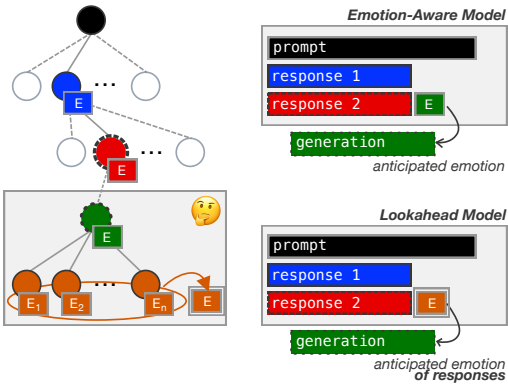 ...
E
...
E
E
...
E1
E2
En
E
Emotion-Aware Model
prompt
response 1
response 2
E
generation
anticipated emotion
Lookahead Model
prompt
response 1
response 2
E
generation
anticipated emotion
of responses